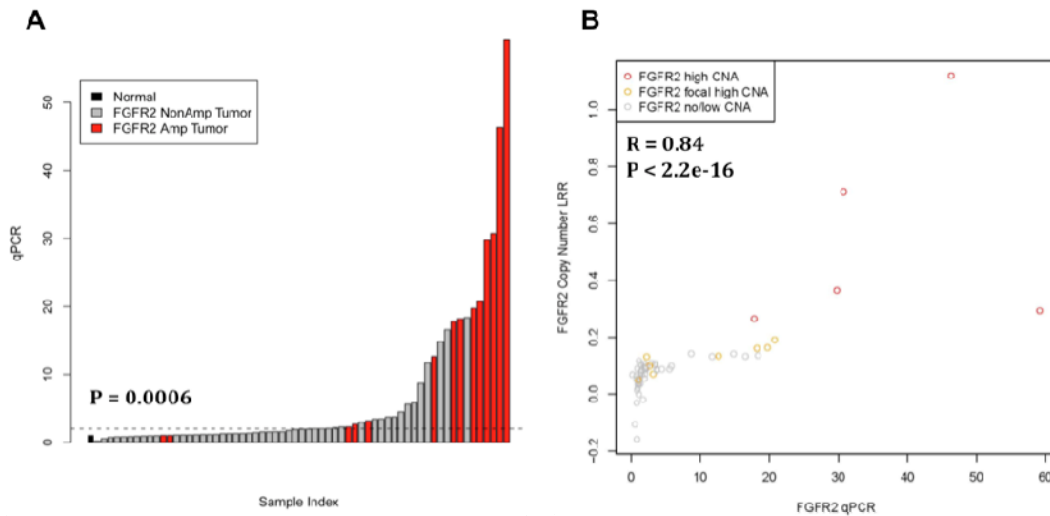 A
qPCR
50
40
30
20
10
0
Normal
FGFR2 NonAmp Tumor
FGFR2 Amp Tumor
P = 0.0006
Sample Index
B
FGFR2 Copy Number LRR
1.0
0.8
0.6
0.4
0.2
0.0
−0.2
FGFR2 high CNA
FGFR2 focal high CNA
FGFR2 no/low CNA
R = 0.84
P < 2.2e-16
0 10 20 30 40 50 60
FGFR2 qPCR